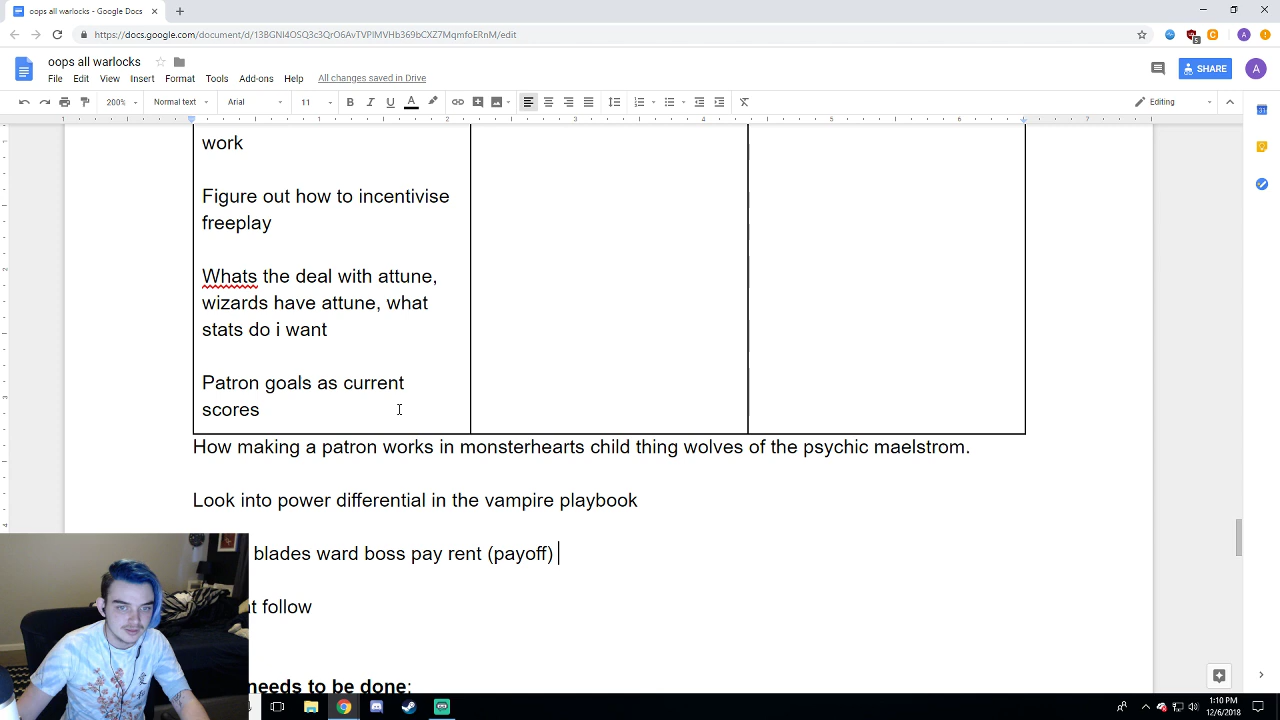 oops all warlocks - Google Docs
https://docs.google.com/document/d/13BGNI4OSQ3c3QrO6AvTVPIMVHb369bCXZ7MqmfoERnM/edit
oops all warlocks
File Edit View Insert Format Tools Add-ons Help All changes saved in Drive
SHARE
A
200% Normal text Arial 11 Editing
work
Figure out how to incentivise
freeplay
Whats the deal with attune,
wizards have attune, what
stats do i want
Patron goals as current
scores
How making a patron works in monsterhearts child thing wolves of the psychic maelstrom.
Look into power differential in the vampire playbook
blades ward boss pay rent (payoff)
follow
needs to be done:
1:10 PM
12/6/2018